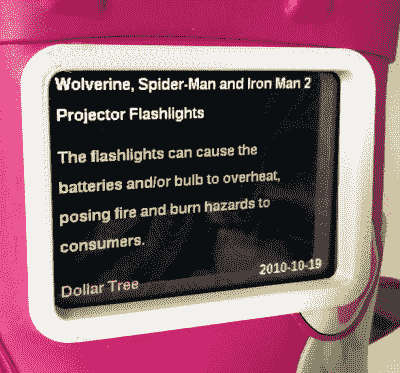 Wolverine, Spider-Man and Iron Man 2
Projector Flashlights
The flashlights can cause the
batteries and/or bulb to overheat,
posing fire and burn hazards to
consumers.
2010-10-19
Dollar Tree